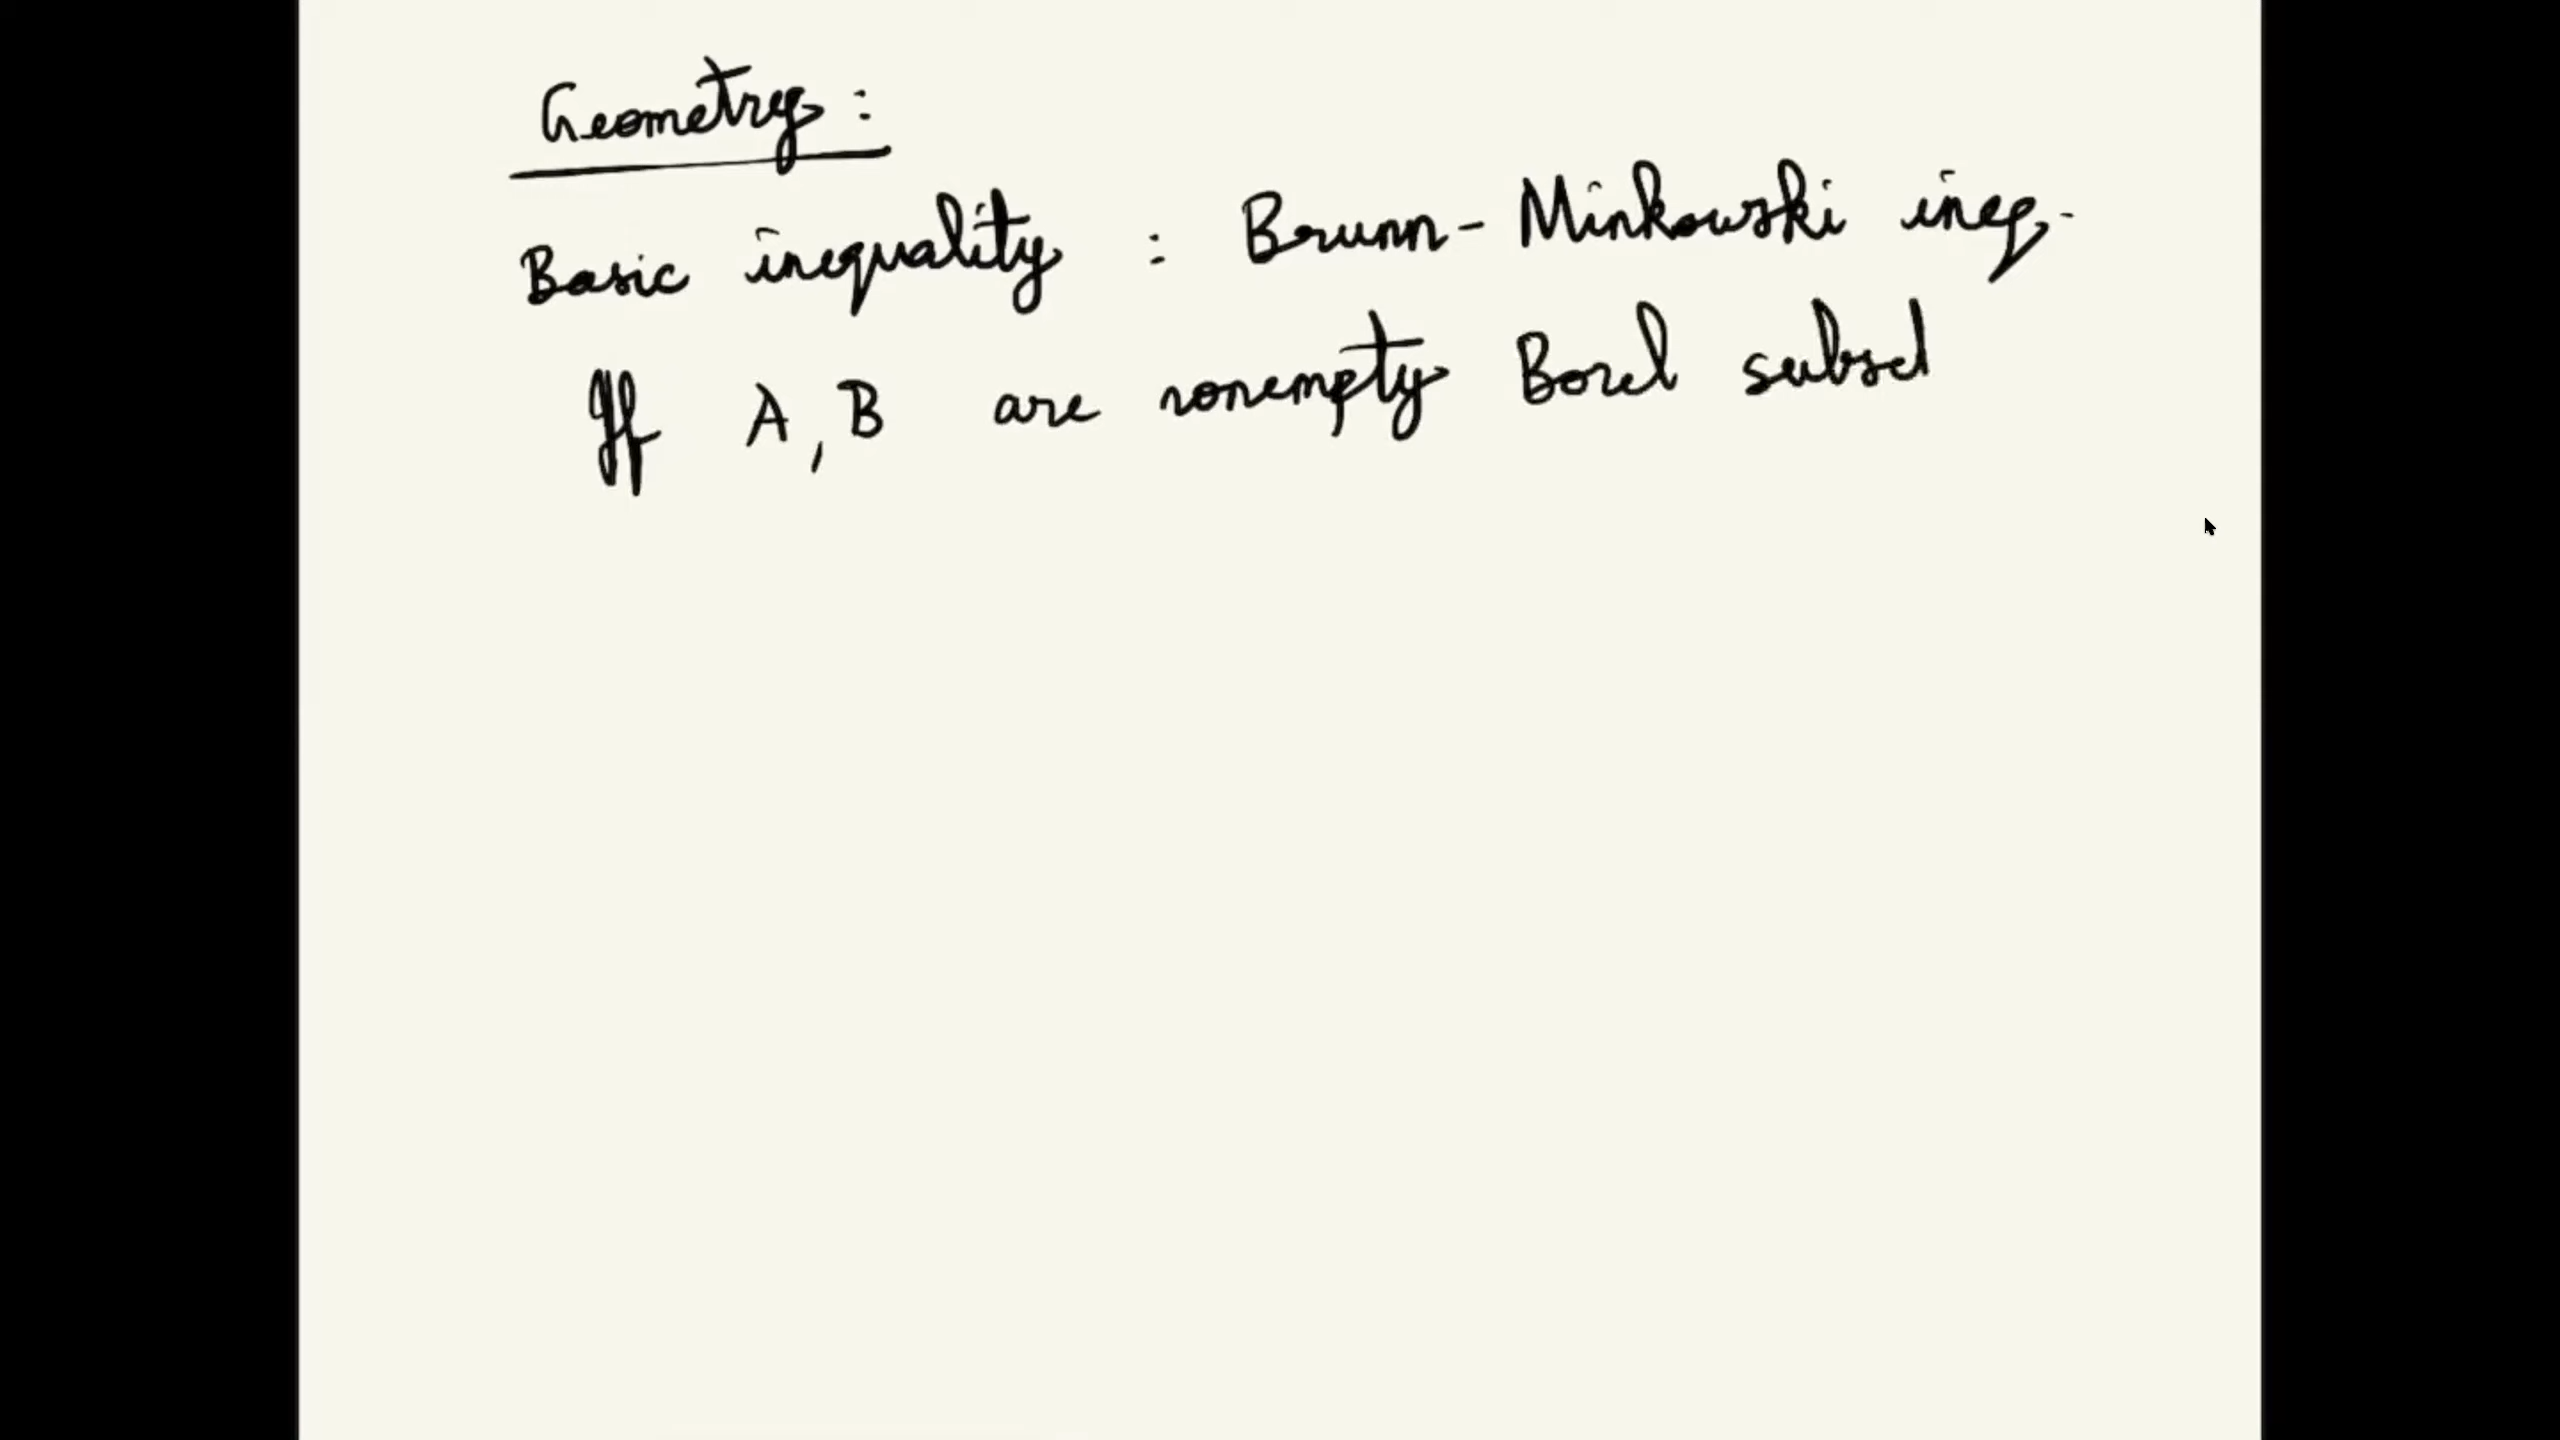 Geometry :
Basic inequality : Brunn-Minkowski ineq.
If A, B are nonempty Borel subset